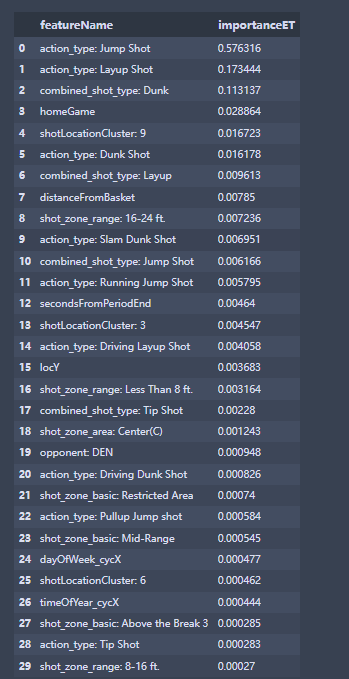 featureName importanceET
0 action_type: Jump Shot 0.576316
1 action_type: Layup Shot 0.173444
2 combined_shot_type: Dunk 0.113137
3 homeGame 0.028864
4 shotLocationCluster: 9 0.016723
5 action_type: Dunk Shot 0.016178
6 combined_shot_type: Layup 0.009613
7 distanceFromBasket 0.00785
8 shot_zone_range: 16-24 ft. 0.007236
9 action_type: Slam Dunk Shot 0.006951
10 combined_shot_type: Jump Shot 0.006166
11 action_type: Running Jump Shot 0.005795
12 secondsFromPeriodEnd 0.00464
13 shotLocationCluster: 3 0.004547
14 action_type: Driving Layup Shot 0.004058
15 locY 0.003683
16 shot_zone_range: Less Than 8 ft. 0.003164
17 combined_shot_type: Tip Shot 0.00228
18 shot_zone_area: Center(C) 0.001243
19 opponent: DEN 0.000948
20 action_type: Driving Dunk Shot 0.000826
21 shot_zone_basic: Restricted Area 0.00074
22 action_type: Pullup Jump shot 0.000584
23 shot_zone_basic: Mid-Range 0.000545
24 dayOfWeek_cycX 0.000477
25 shotLocationCluster: 6 0.000462
26 timeOfYear_cycX 0.000444
27 shot_zone_basic: Above the Break 3 0.000285
28 action_type: Tip Shot 0.000283
29 shot_zone_range: 8-16 ft. 0.00027